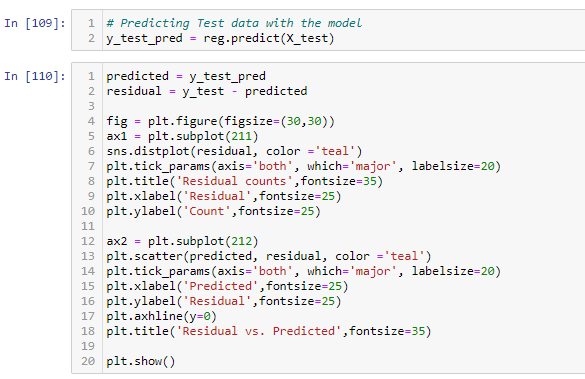 In [109]:
1 # Predicting Test data with the model
2 y_test_pred = reg.predict(X_test)
In [110]:
1 predicted = y_test_pred
2 residual = y_test - predicted
3
4 fig = plt.figure(figsize=(30,30))
5 ax1 = plt.subplot(211)
6 sns.distplot(residual, color ='teal')
7 plt.tick_params(axis='both', which='major', labelsize=20)
8 plt.title('Residual counts',fontsize=35)
9 plt.xlabel('Residual',fontsize=25)
10 plt.ylabel('Count',fontsize=25)
11
12 ax2 = plt.subplot(212)
13 plt.scatter(predicted, residual, color ='teal')
14 plt.tick_params(axis='both', which='major', labelsize=20)
15 plt.xlabel('Predicted',fontsize=25)
16 plt.ylabel('Residual',fontsize=25)
17 plt.axhline(y=0)
18 plt.title('Residual vs. Predicted',fontsize=35)
19
20 plt.show()